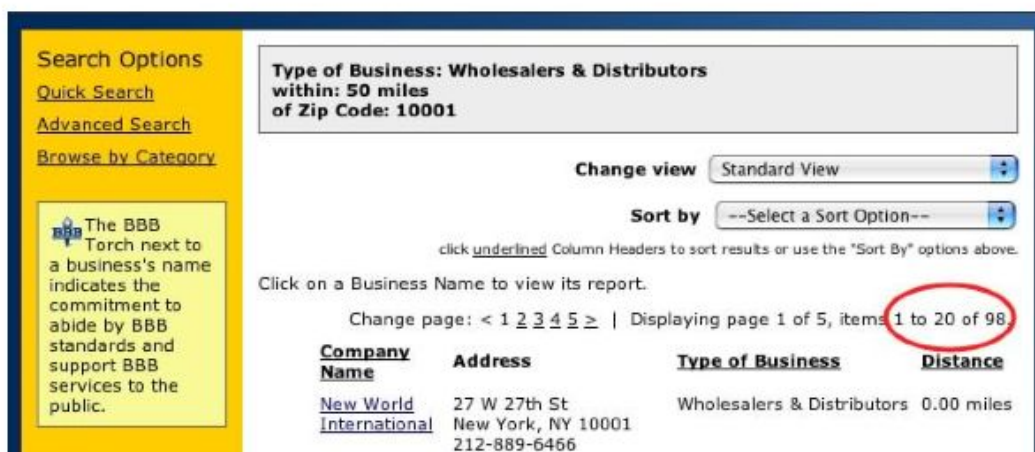 Search Options
Quick Search
Advanced Search
Browse by Category
BBB The BBB
Torch next to
a business's name
indicates the
commitment to
abide by BBB
standards and
support BBB
services to the
public.
Type of Business: Wholesalers & Distributors
within: 50 miles
of Zip Code: 10001
Change view Standard View
Sort by --Select a Sort Option--
click underlined Column Headers to sort results or use the "Sort By" options above.
Click on a Business Name to view its report.
Change page: < 1 2 3 4 5 > | Displaying page 1 of 5, items 1 to 20 of 98.
Company Name Address Type of Business Distance
New World 27 W 27th St Wholesalers & Distributors 0.00 miles
International New York, NY 10001
212-889-6466